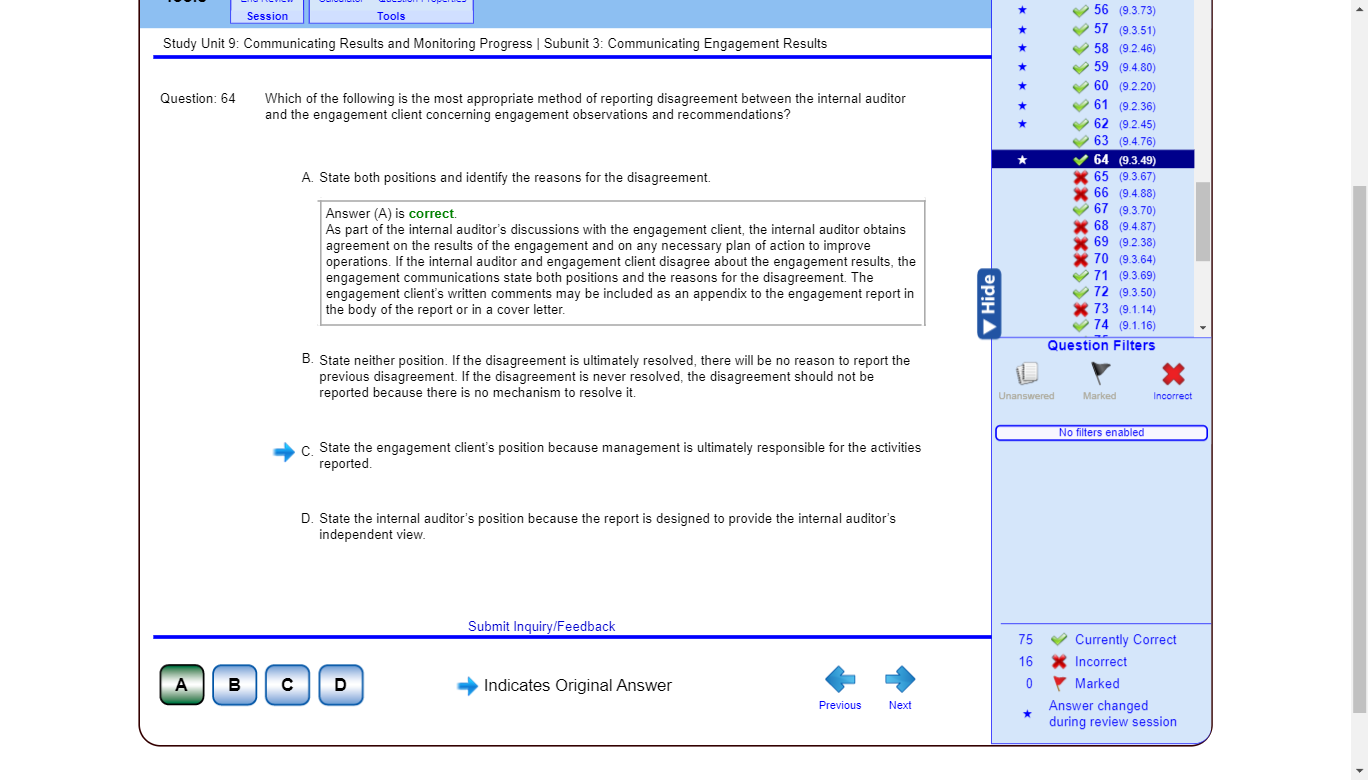 Session
Tools
Study Unit 9: Communicating Results and Monitoring Progress | Subunit 3: Communicating Engagement Results
Question: 64
Which of the following is the most appropriate method of reporting disagreement between the internal auditor
and the engagement client concerning engagement observations and recommendations?
A. State both positions and identify the reasons for the disagreement.
Answer (A) is correct.
As part of the internal auditor's discussions with the engagement client, the internal auditor obtains
agreement on the results of the engagement and on any necessary plan of action to improve
operations. If the internal auditor and engagement client disagree about the engagement results, the
engagement communications state both positions and the reasons for the disagreement. The
engagement client's written comments may be included as an appendix to the engagement report in
the body of the report or in a cover letter.
B. State neither position. If the disagreement is ultimately resolved, there will be no reason to report the
previous disagreement. If the disagreement is never resolved, the disagreement should not be
reported because there is no mechanism to resolve it.
C. State the engagement client's position because management is ultimately responsible for the activities
reported.
D. State the internal auditor's position because the report is designed to provide the internal auditor's
independent view.
Submit Inquiry/Feedback
A B C D
Indicates Original Answer
Previous Next
56 (9.3.73)
57 (9.3.51)
58 (9.2.46)
59 (9.4.80)
60 (9.2.20)
61 (9.2.36)
62 (9.2.45)
63 (9.4.76)
64 (9.3.49)
65 (9.3.67)
66 (9.4.88)
67 (9.3.70)
68 (9.4.87)
69 (9.2.38)
70 (9.3.64)
71 (9.3.69)
72 (9.3.50)
73 (9.1.14)
74 (9.1.16)
Hide
Question Filters
Unanswered Marked Incorrect
No filters enabled
75 Currently Correct
16 Incorrect
0 Marked
Answer changed
during review session